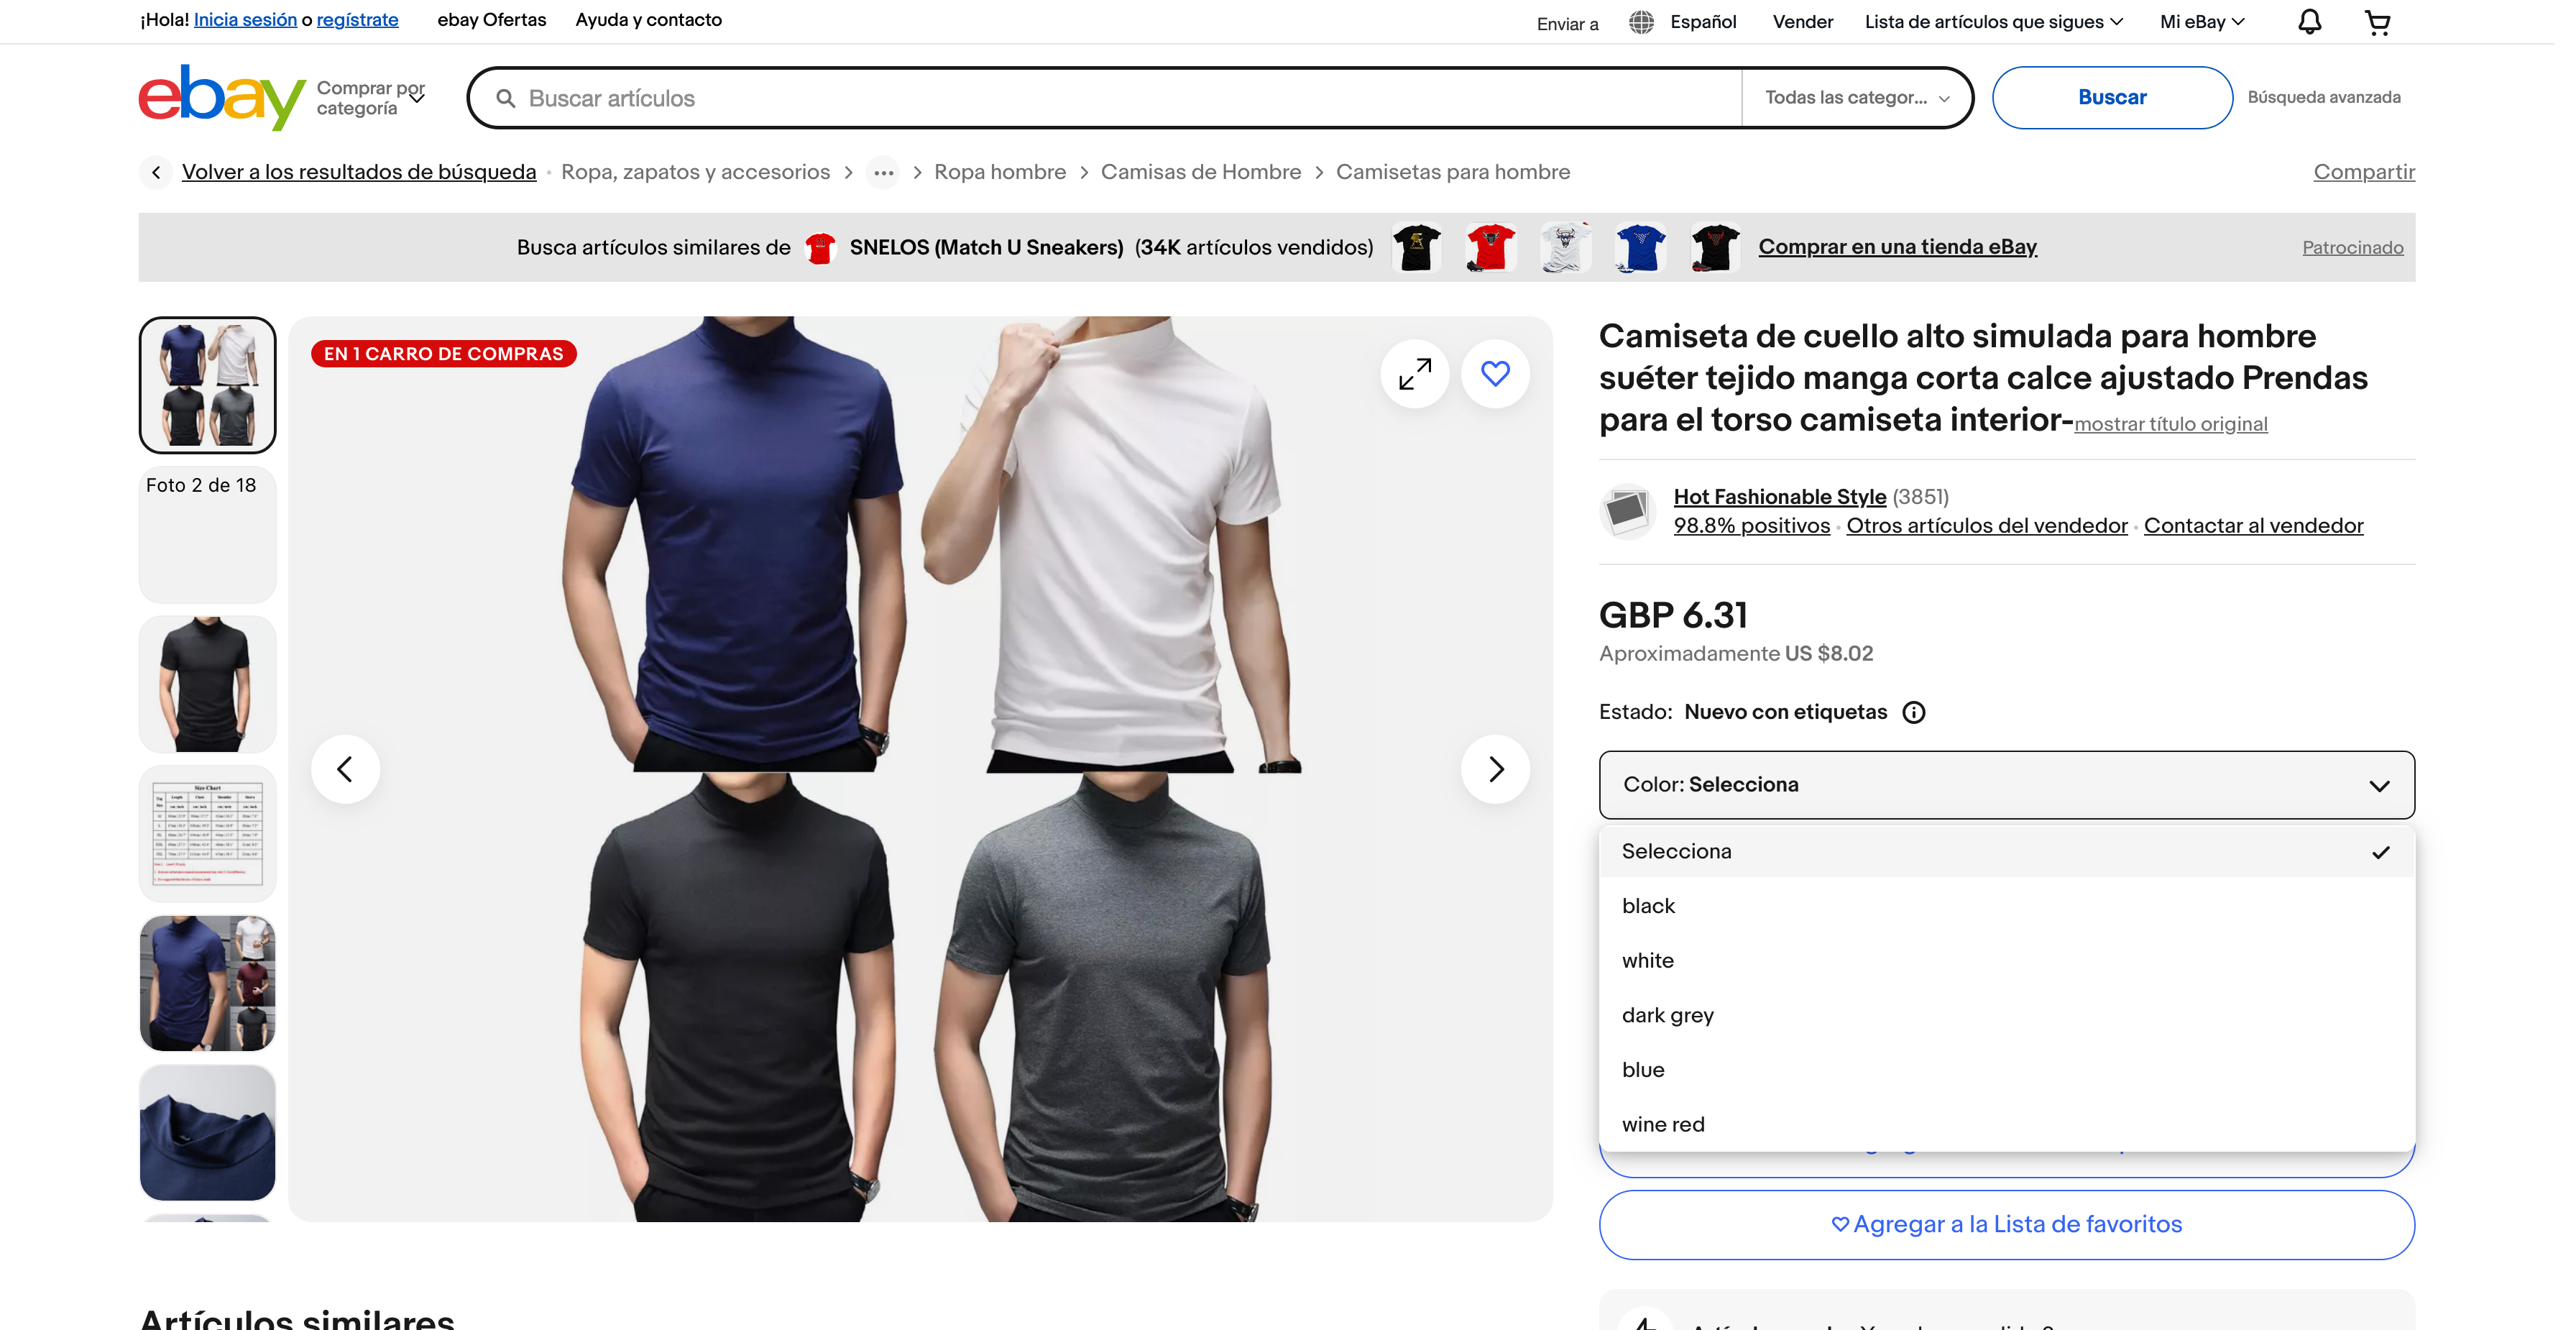 ¡Hola! Inicia sesión o regístrate
ebay Ofertas
Ayuda y contacto
Enviar a
Español
Vender
Lista de artículos que sigues
Mi eBay
ebay
Comprar por
categoría
Buscar artículos
Todas las categor...
Buscar
Búsqueda avanzada
Volver a los resultados de búsqueda
Ropa, zapatos y accesorios
Ropa hombre
Camisas de Hombre
Camisetas para hombre
Compartir
Busca artículos similares de SNELOS (Match U Sneakers) (34K artículos vendidos)
Comprar en una tienda eBay
Patrocinado
Foto 2 de 18
Size Chart
EN 1 CARRO DE COMPRAS
Camiseta de cuello alto simulada para hombre
suéter tejido manga corta calce ajustado Prendas
para el torso camiseta interior-mostrar título original
Hot Fashionable Style (3851)
98.8% positivos · Otros artículos del vendedor · Contactar al vendedor
GBP 6.31
Aproximadamente US $8.02
Estado: Nuevo con etiquetas
Color: Selecciona
Selecciona
black
white
dark grey
blue
wine red
Agregar a la Lista de favoritos
Artículos similares